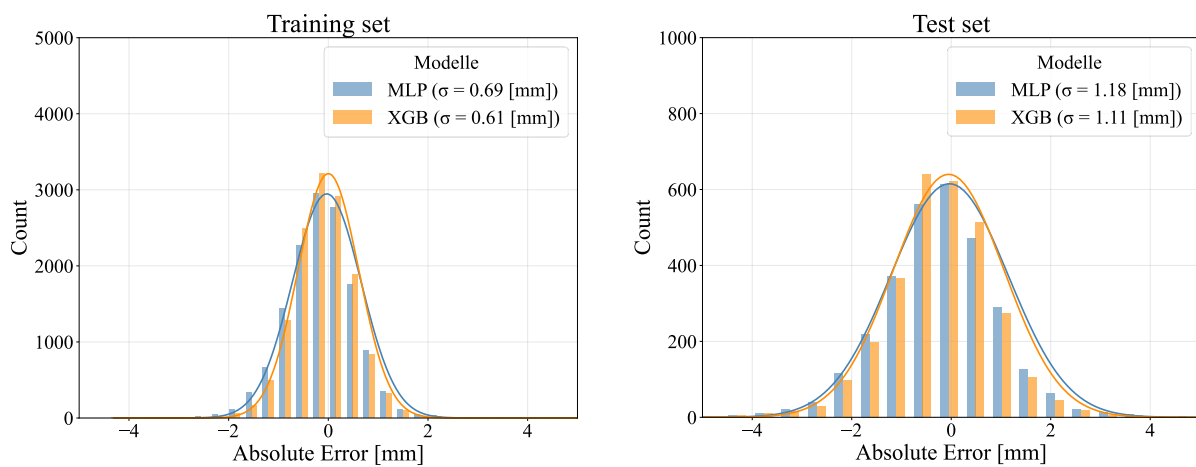 Training set
5000
4000
3000
2000
1000
0
Count
−4
−2
0
2
4
Absolute Error [mm]
Modelle
MLP (σ = 0.69 [mm])
XGB (σ = 0.61 [mm])
Test set
1000
800
600
400
200
0
Count
−4
−2
0
2
4
Absolute Error [mm]
Modelle
MLP (σ = 1.18 [mm])
XGB (σ = 1.11 [mm])